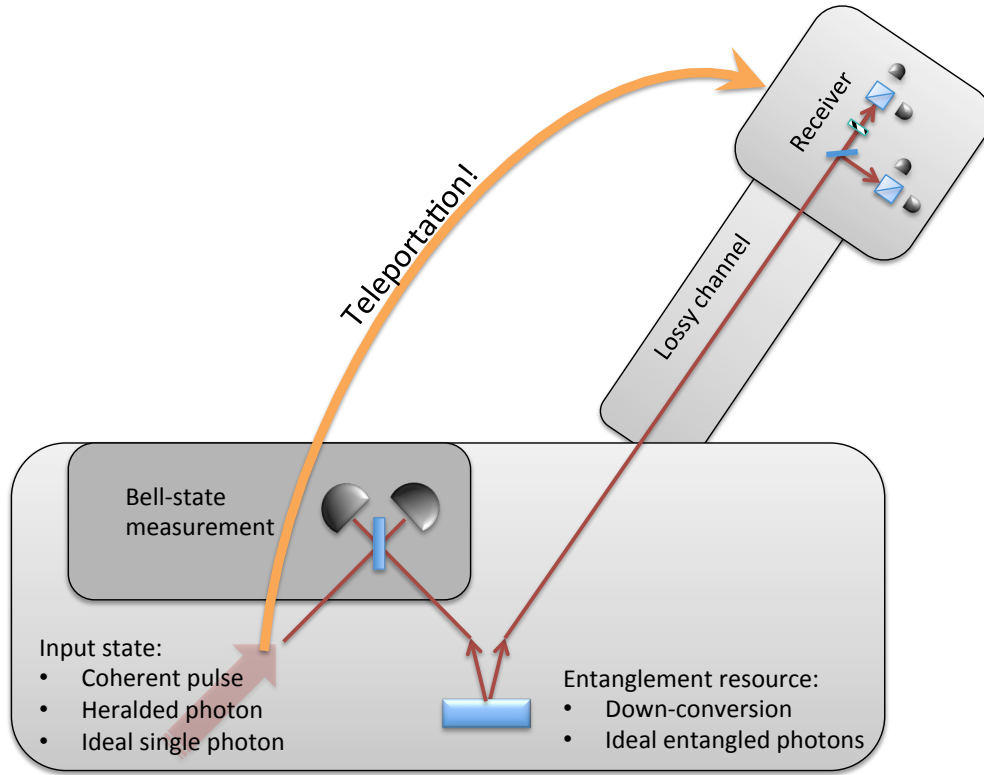 Receiver
Teleportation!
Lossy channel
Bell-state
measurement
Input state:
• Coherent pulse
• Heralded photon
• Ideal single photon
Entanglement resource:
• Down-conversion
• Ideal entangled photons